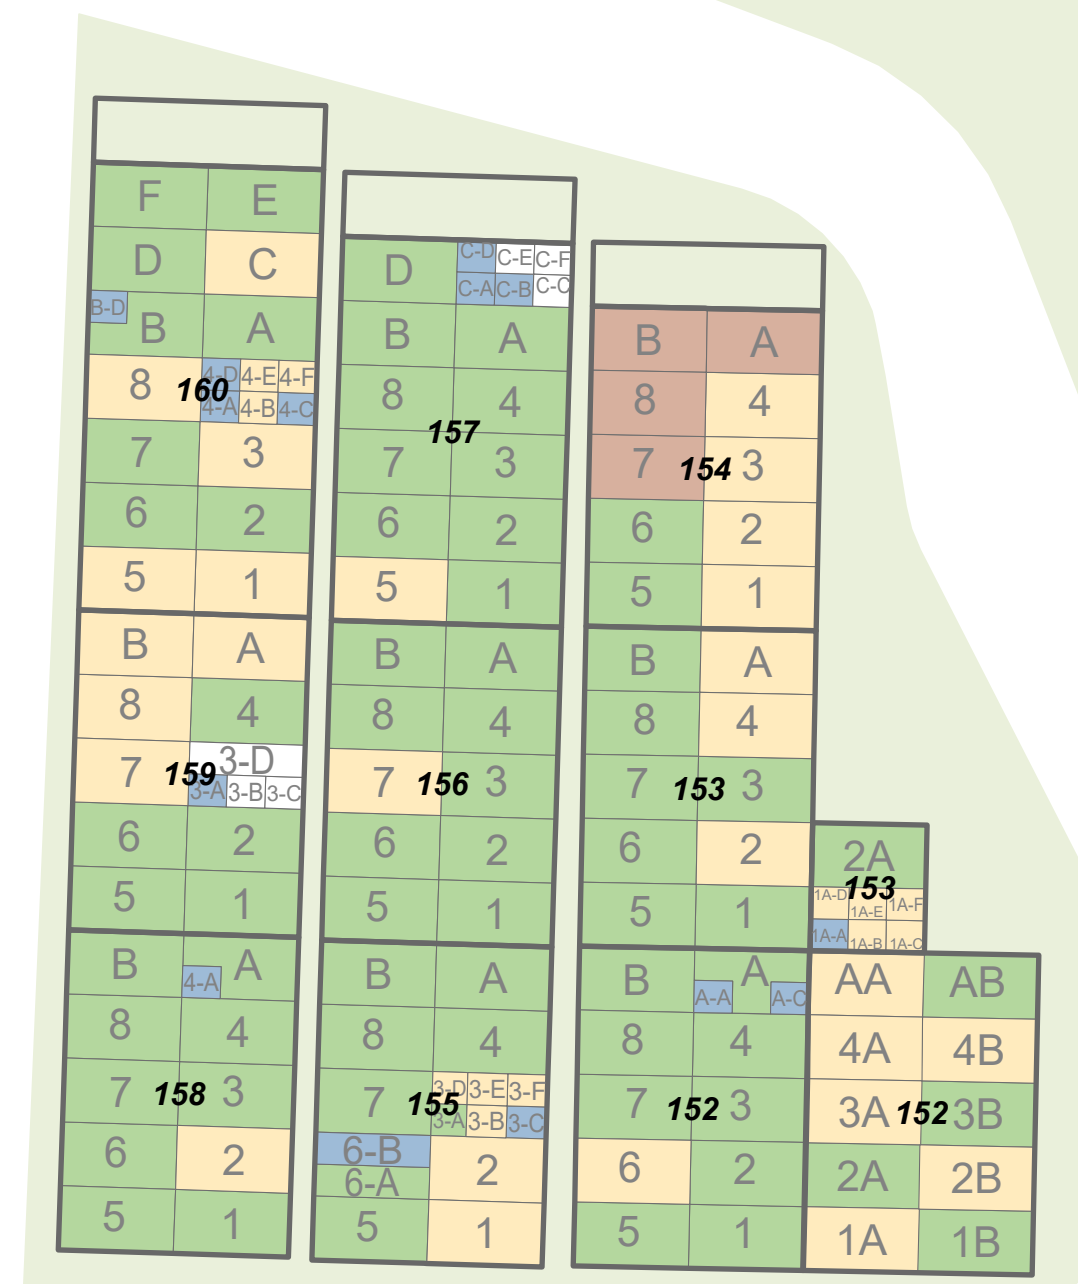 F E
D C
B-D B A
8 4-D 4-E 4-F
160
4-A 4-B 4-C
7 3
6 2
5 1
B A
8 4
7 3-D
159
3-A 3-B 3-C
6 2
5 1
B 4-A A
8 4
7 158 3
6 2
5 1
D C-D C-E C-F
C-A C-B C-C
B A
8 4
157
7 3
6 2
5 1
B A
8 4
7 156 3
6 2
5 1
B A
8 4
7 3-D 3-E 3-F
155
3-A 3-B 3-C
6-B
6-A 2
5 1
B A
8 4
7 154 3
6 2
5 1
B A
8 4
7 153 3
6 2
5 1
2A
153
1A-D 1A-E 1A-F
1A-A 1A-B 1A-C
B A
A-A A-C
8 4
7 152 3
6 2
5 1
AA AB
4A 4B
3A 152 3B
2A 2B
1A 1B